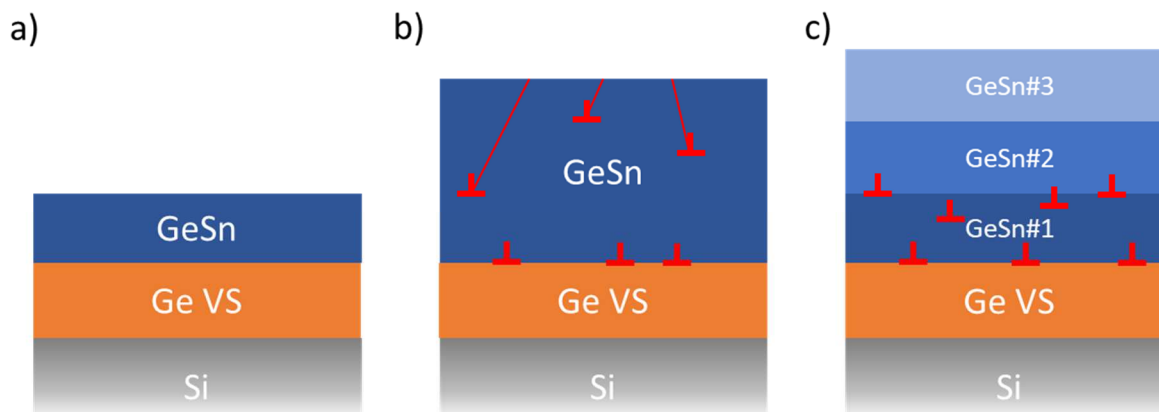 a)
GeSn
Ge VS
Si
b)
GeSn
Ge VS
Si
c)
GeSn#3
GeSn#2
GeSn#1
Ge VS
Si